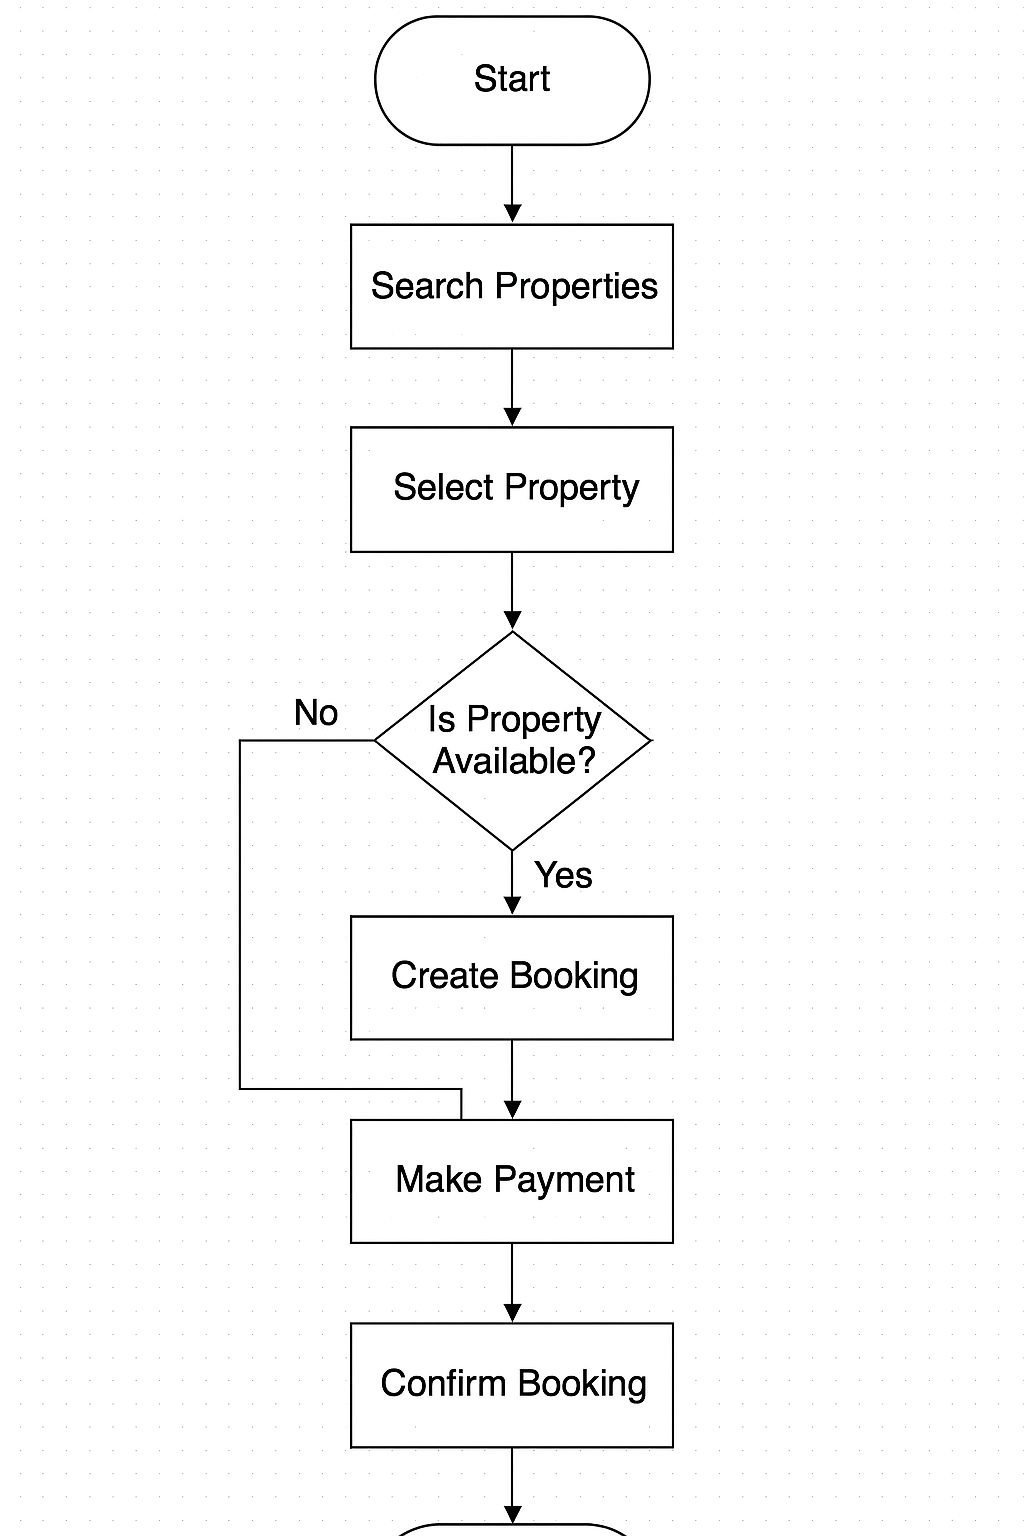 Start
Search Properties
Select Property
No
Is Property
Available?
Yes
Create Booking
Make Payment
Confirm Booking